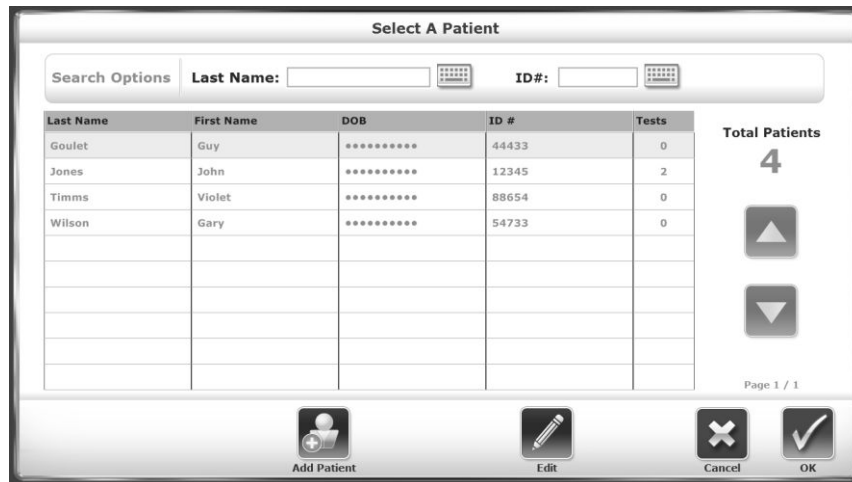 Select A Patient
Search Options Last Name: ID#:
Last Name First Name DOB ID # Tests
Goulet Guy ●●●●●●●●●● 44433 0
Jones John ●●●●●●●●●● 12345 2
Timms Violet ●●●●●●●●●● 88654 0
Wilson Gary ●●●●●●●●●● 54733 0
Total Patients
4
Page 1 / 1
Add Patient Edit Cancel OK